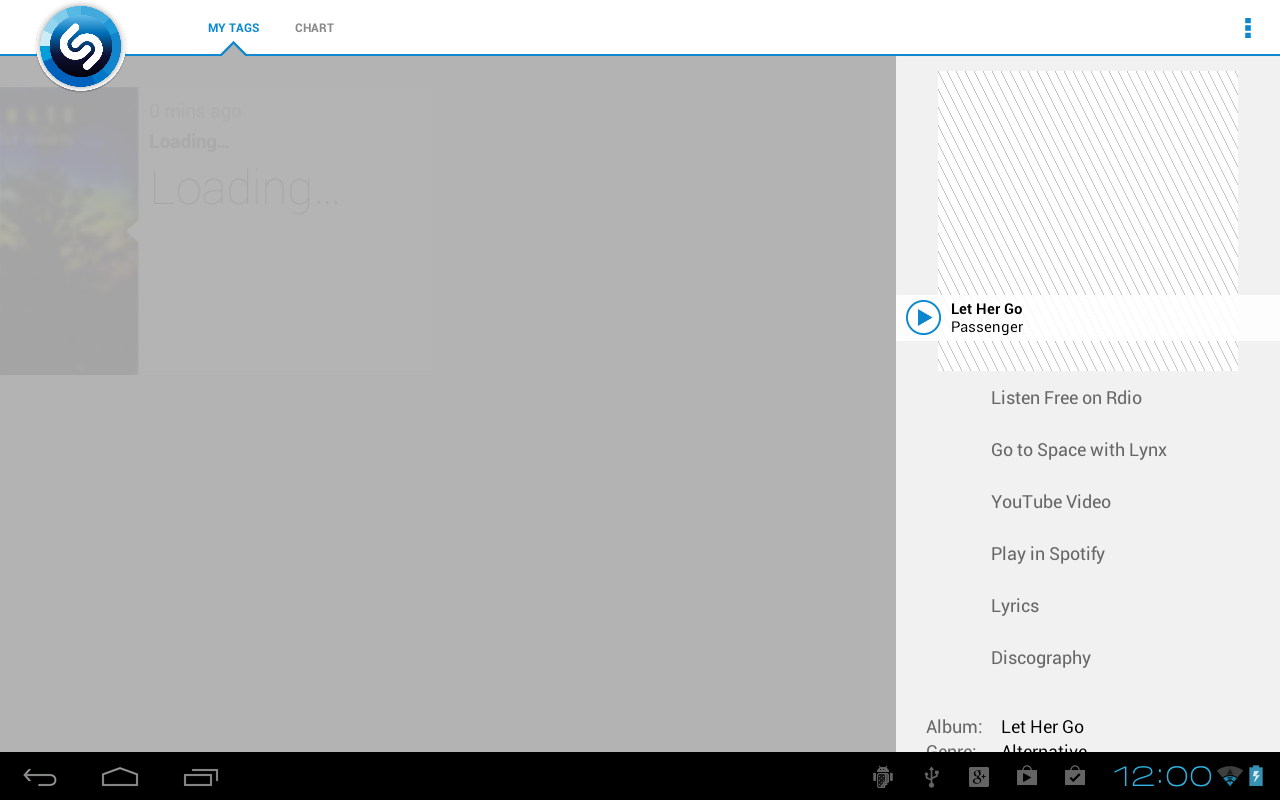 MY TAGS
CHART
0 mins ago
Loading...
Loading...
Let Her Go
Passenger
Listen Free on Rdio
Go to Space with Lynx
YouTube Video
Play in Spotify
Lyrics
Discography
Album: Let Her Go
Genre: Alternative
12:00